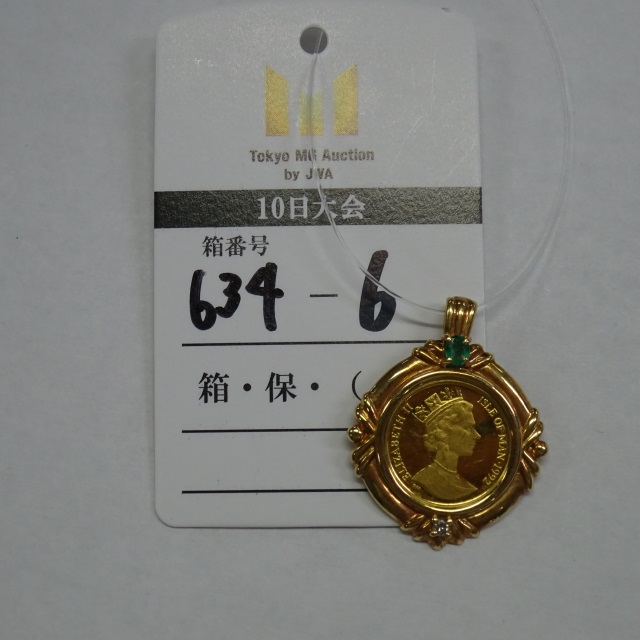 Tokyo MG Auction
by JWA
10日大会
箱番号
634 - 6
箱・保・（
ELIZABETH II ISLE OF MAN·1992